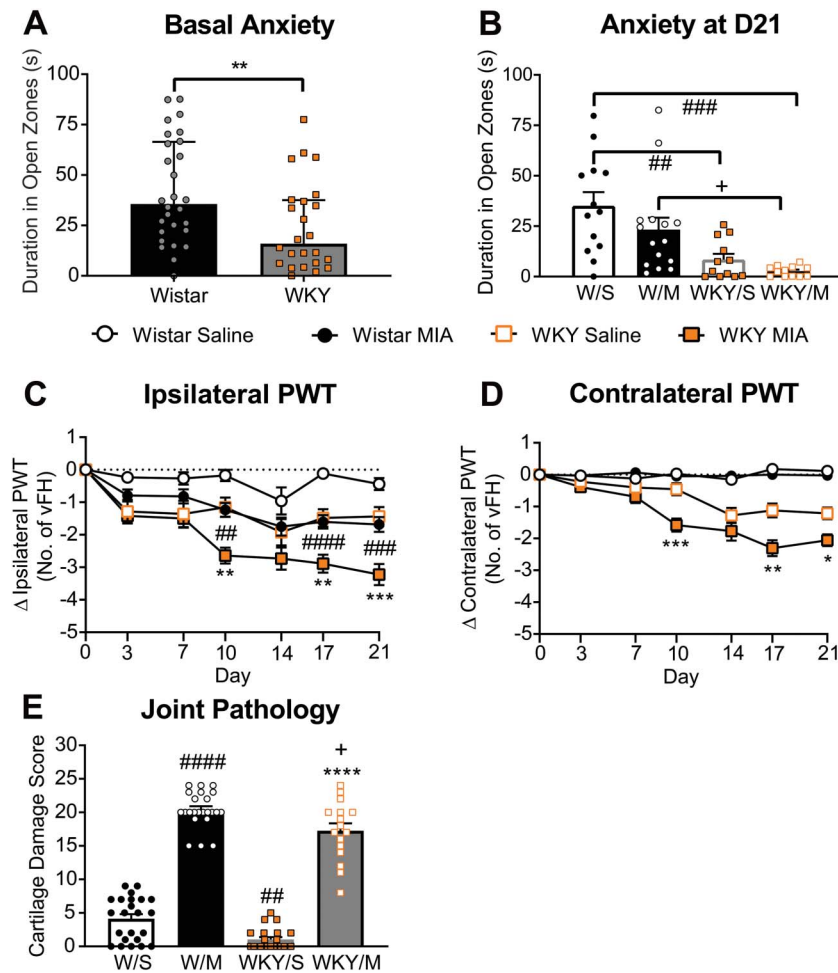 A Basal Anxiety
Duration in Open Zones (s)
100
75
50
25
0
**
Wistar WKY
B Anxiety at D21
Duration in Open Zones (s)
100
75
50
25
0
###
##
+
W/S W/M WKY/S WKY/M
Wistar Saline Wistar MIA WKY Saline WKY MIA
C Ipsilateral PWT
Δ Ipsilateral PWT
(No. of vFH)
1
0
-1
-2
-3
-4
-5
## #### ###
** ** ***
0 3 7 10 14 17 21
Day
D Contralateral PWT
Δ Contralateral PWT
(No. of vFH)
1
0
-1
-2
-3
-4
-5
*** ** *
0 3 7 10 14 17 21
Day
E Joint Pathology
Cartilage Damage Score
30
25
20
15
10
5
0
####
##
+
****
W/S W/M WKY/S WKY/M